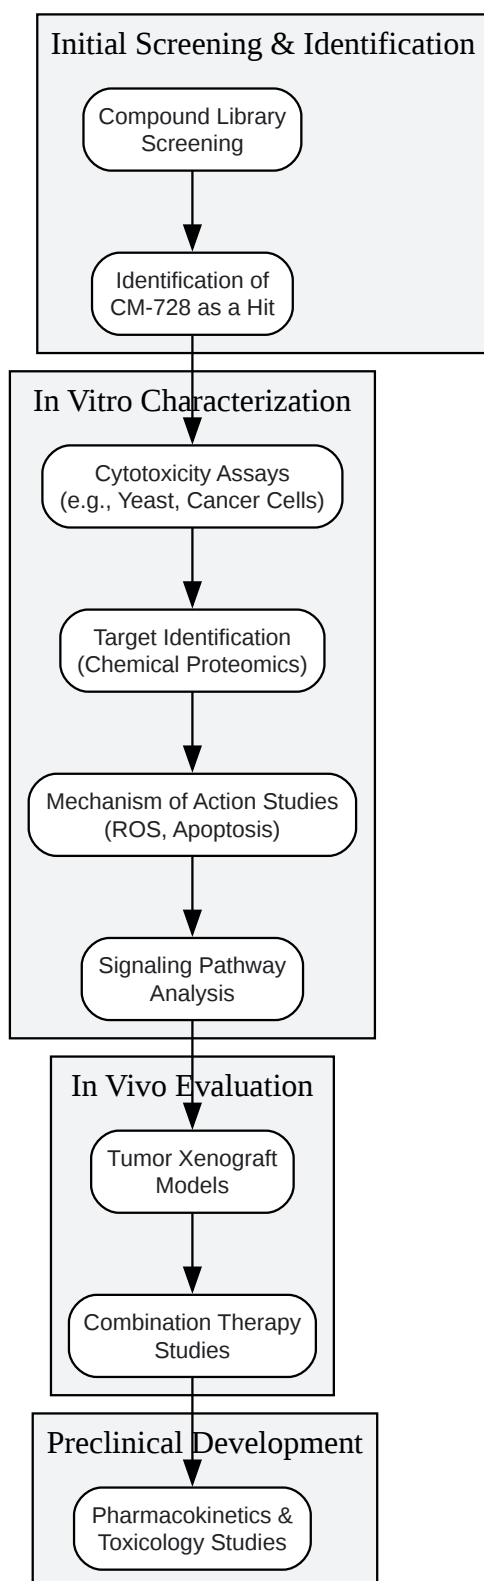 Initial Screening & Identification
Compound Library
Screening
Identification of
CM-728 as a Hit
In Vitro Characterization
Cytotoxicity Assays
(e.g., Yeast, Cancer Cells)
Target Identification
(Chemical Proteomics)
Mechanism of Action Studies
(ROS, Apoptosis)
Signaling Pathway
Analysis
In Vivo Evaluation
Tumor Xenograft
Models
Combination Therapy
Studies
Preclinical Development
Pharmacokinetics &
Toxicology Studies